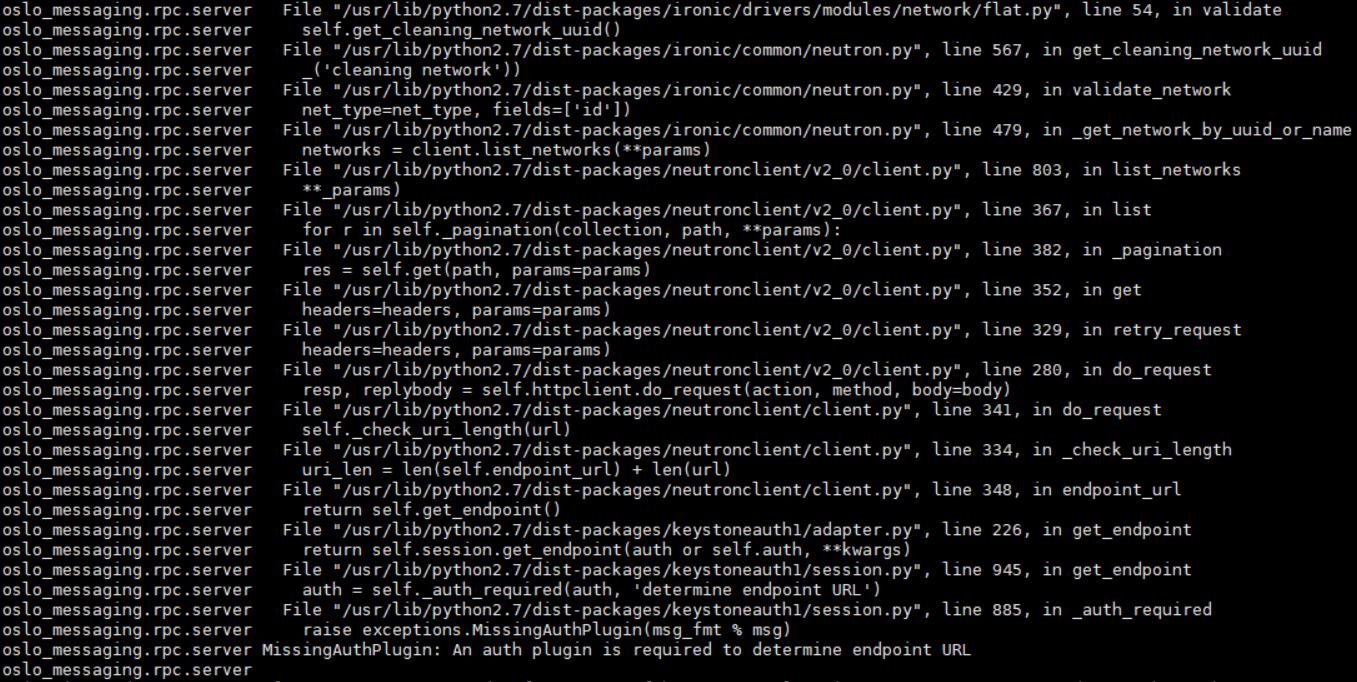 oslo_messaging.rpc.server   File "/usr/lib/python2.7/dist-packages/ironic/drivers/modules/network/flat.py", line 54, in validate
oslo_messaging.rpc.server     self.get_cleaning_network_uuid()
oslo_messaging.rpc.server   File "/usr/lib/python2.7/dist-packages/ironic/common/neutron.py", line 567, in get_cleaning_network_uuid
oslo_messaging.rpc.server     _('cleaning network'))
oslo_messaging.rpc.server   File "/usr/lib/python2.7/dist-packages/ironic/common/neutron.py", line 429, in validate_network
oslo_messaging.rpc.server     net_type=net_type, fields=['id'])
oslo_messaging.rpc.server   File "/usr/lib/python2.7/dist-packages/ironic/common/neutron.py", line 479, in _get_network_by_uuid_or_name
oslo_messaging.rpc.server     networks = client.list_networks(**params)
oslo_messaging.rpc.server   File "/usr/lib/python2.7/dist-packages/neutronclient/v2_0/client.py", line 803, in list_networks
oslo_messaging.rpc.server     **_params)
oslo_messaging.rpc.server   File "/usr/lib/python2.7/dist-packages/neutronclient/v2_0/client.py", line 367, in list
oslo_messaging.rpc.server     for r in self._pagination(collection, path, **params):
oslo_messaging.rpc.server   File "/usr/lib/python2.7/dist-packages/neutronclient/v2_0/client.py", line 382, in _pagination
oslo_messaging.rpc.server     res = self.get(path, params=params)
oslo_messaging.rpc.server   File "/usr/lib/python2.7/dist-packages/neutronclient/v2_0/client.py", line 352, in get
oslo_messaging.rpc.server     headers=headers, params=params)
oslo_messaging.rpc.server   File "/usr/lib/python2.7/dist-packages/neutronclient/v2_0/client.py", line 329, in retry_request
oslo_messaging.rpc.server     headers=headers, params=params)
oslo_messaging.rpc.server   File "/usr/lib/python2.7/dist-packages/neutronclient/v2_0/client.py", line 280, in do_request
oslo_messaging.rpc.server     resp, replybody = self.httpclient.do_request(action, method, body=body)
oslo_messaging.rpc.server   File "/usr/lib/python2.7/dist-packages/neutronclient/client.py", line 341, in do_request
oslo_messaging.rpc.server     self._check_uri_length(url)
oslo_messaging.rpc.server   File "/usr/lib/python2.7/dist-packages/neutronclient/client.py", line 334, in _check_uri_length
oslo_messaging.rpc.server     uri_len = len(self.endpoint_url) + len(url)
oslo_messaging.rpc.server   File "/usr/lib/python2.7/dist-packages/neutronclient/client.py", line 348, in endpoint_url
oslo_messaging.rpc.server     return self.get_endpoint()
oslo_messaging.rpc.server   File "/usr/lib/python2.7/dist-packages/keystoneauth1/adapter.py", line 226, in get_endpoint
oslo_messaging.rpc.server     return self.session.get_endpoint(auth or self.auth, **kwargs)
oslo_messaging.rpc.server   File "/usr/lib/python2.7/dist-packages/keystoneauth1/session.py", line 945, in get_endpoint
oslo_messaging.rpc.server     auth = self._auth_required(auth, 'determine endpoint URL')
oslo_messaging.rpc.server   File "/usr/lib/python2.7/dist-packages/keystoneauth1/session.py", line 885, in _auth_required
oslo_messaging.rpc.server     raise exceptions.MissingAuthPlugin(msg_fmt % msg)
oslo_messaging.rpc.server MissingAuthPlugin: An auth plugin is required to determine endpoint URL
oslo_messaging.rpc.server